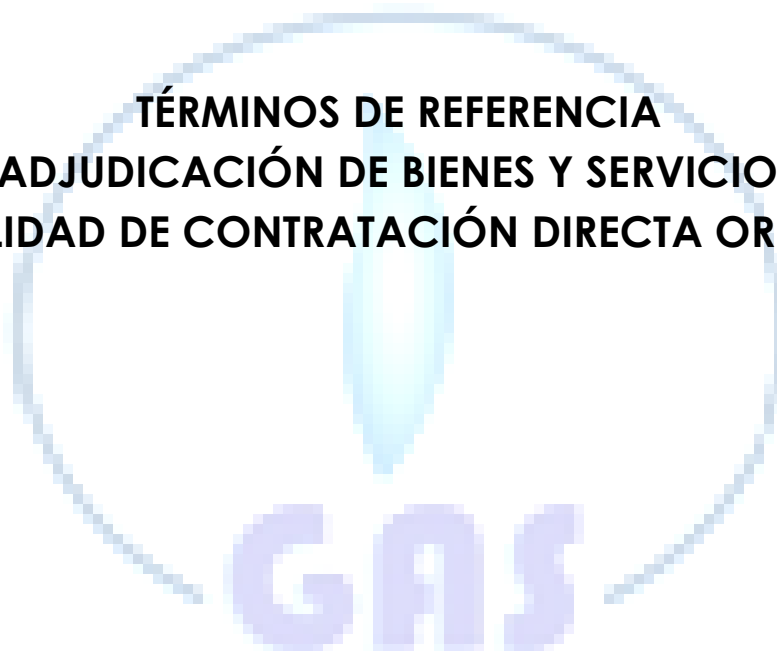 TÉRMINOS DE REFERENCIA
ADJUDICACIÓN DE BIENES Y SERVICIO
LIDAD DE CONTRATACIÓN DIRECTA OR
GAS